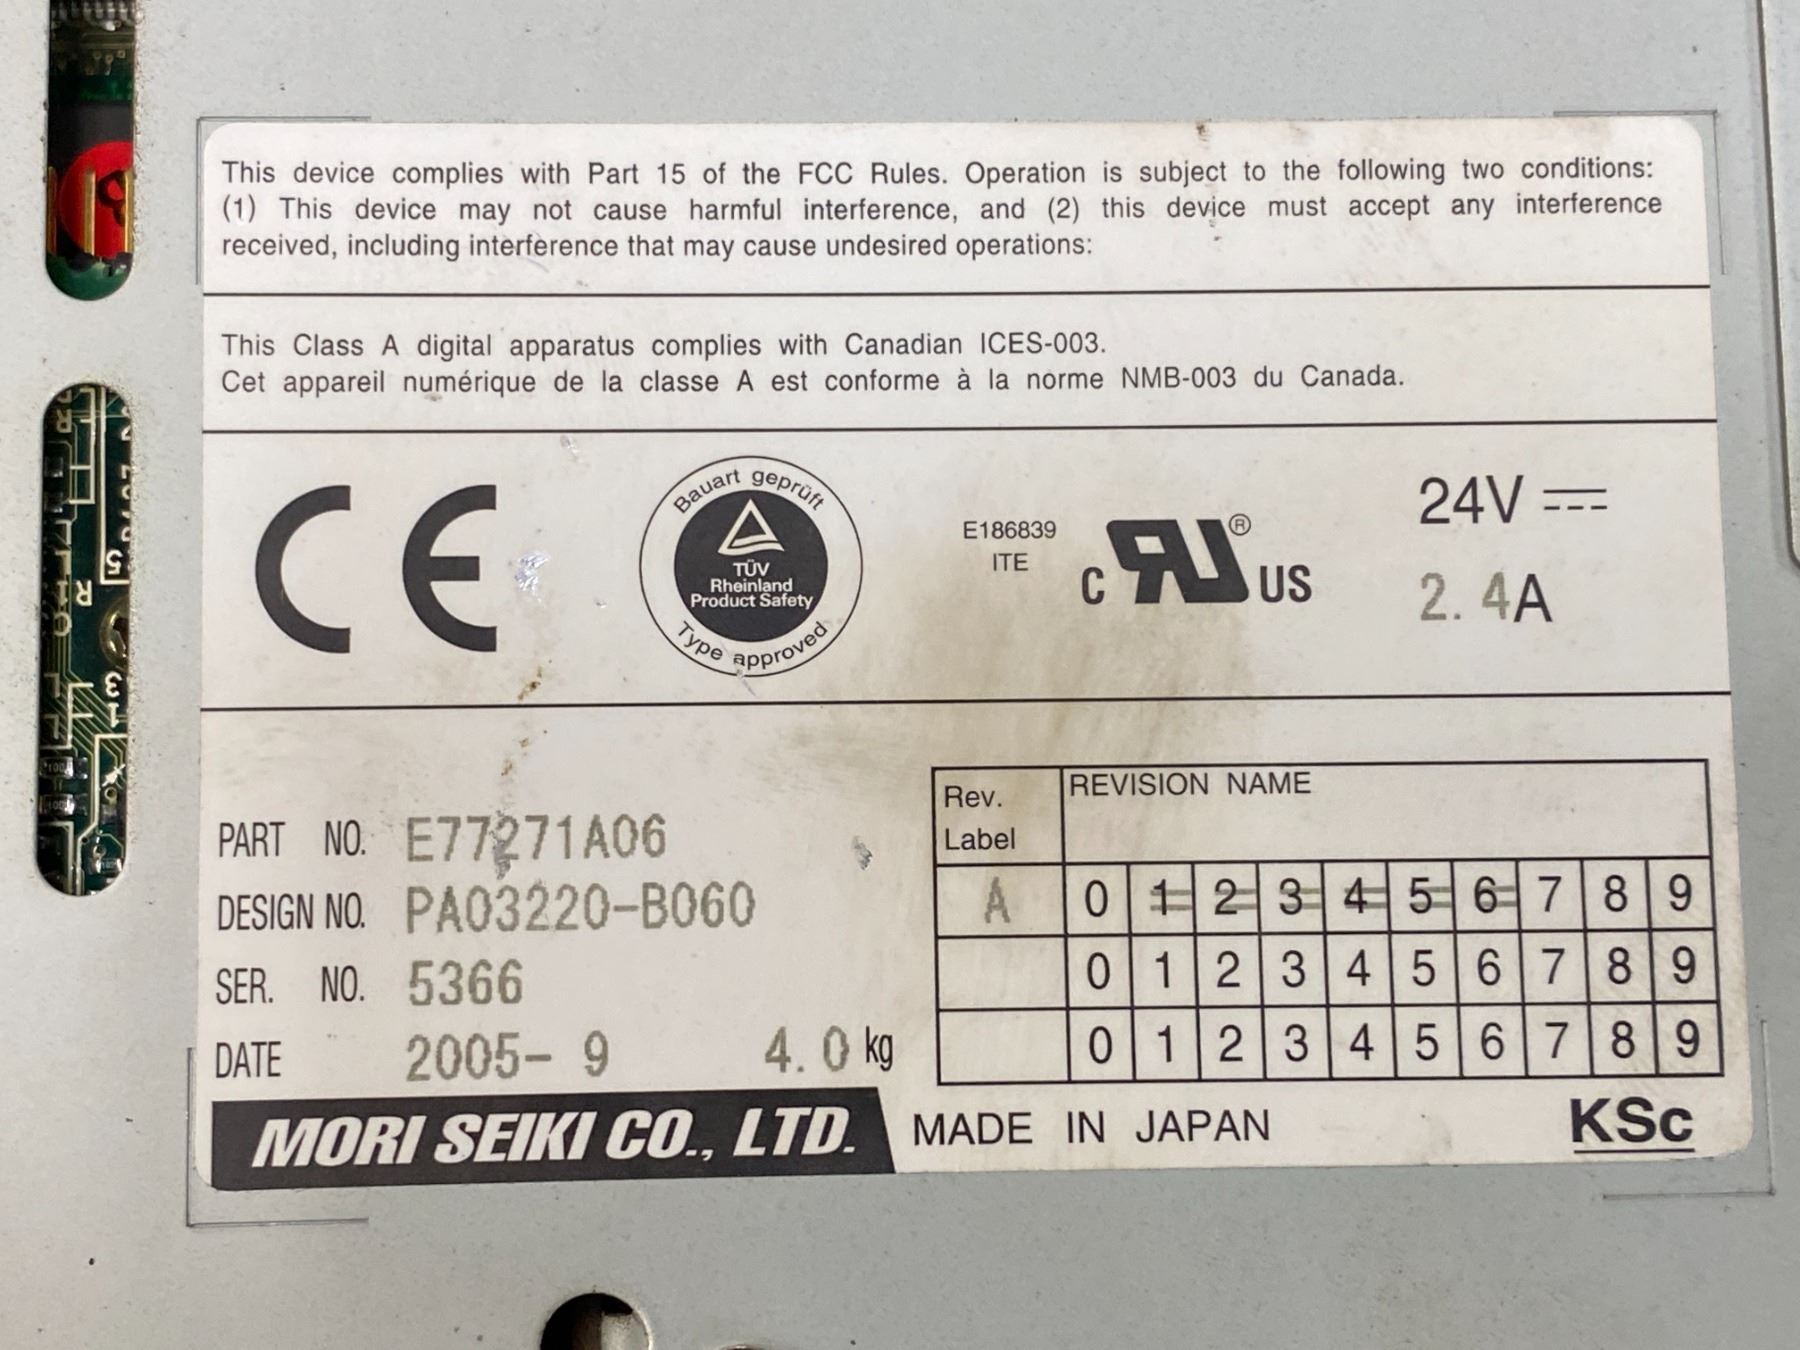 This device complies with Part 15 of the FCC Rules. Operation is subject to the following two conditions:
(1) This device may not cause harmful interference, and (2) this device must accept any interference
received, including interference that may cause undesired operations:
This Class A digital apparatus complies with Canadian ICES-003.
Cet appareil numérique de la classe A est conforme à la norme NMB-003 du Canada.
CE
Bauart geprüft
TÜV
Rheinland
Product Safety
Type approved
E186839
ITE
c RU ® US
24V
2.4A
PART NO. E77271A06
DESIGN NO. PA03220-B060
SER. NO. 5366
DATE 2005- 9 4.0 kg
Rev. Label REVISION NAME
A 0 1 2 3 4 5 6 7 8 9
0 1 2 3 4 5 6 7 8 9
0 1 2 3 4 5 6 7 8 9
MORI SEIKI CO., LTD. MADE IN JAPAN KSc